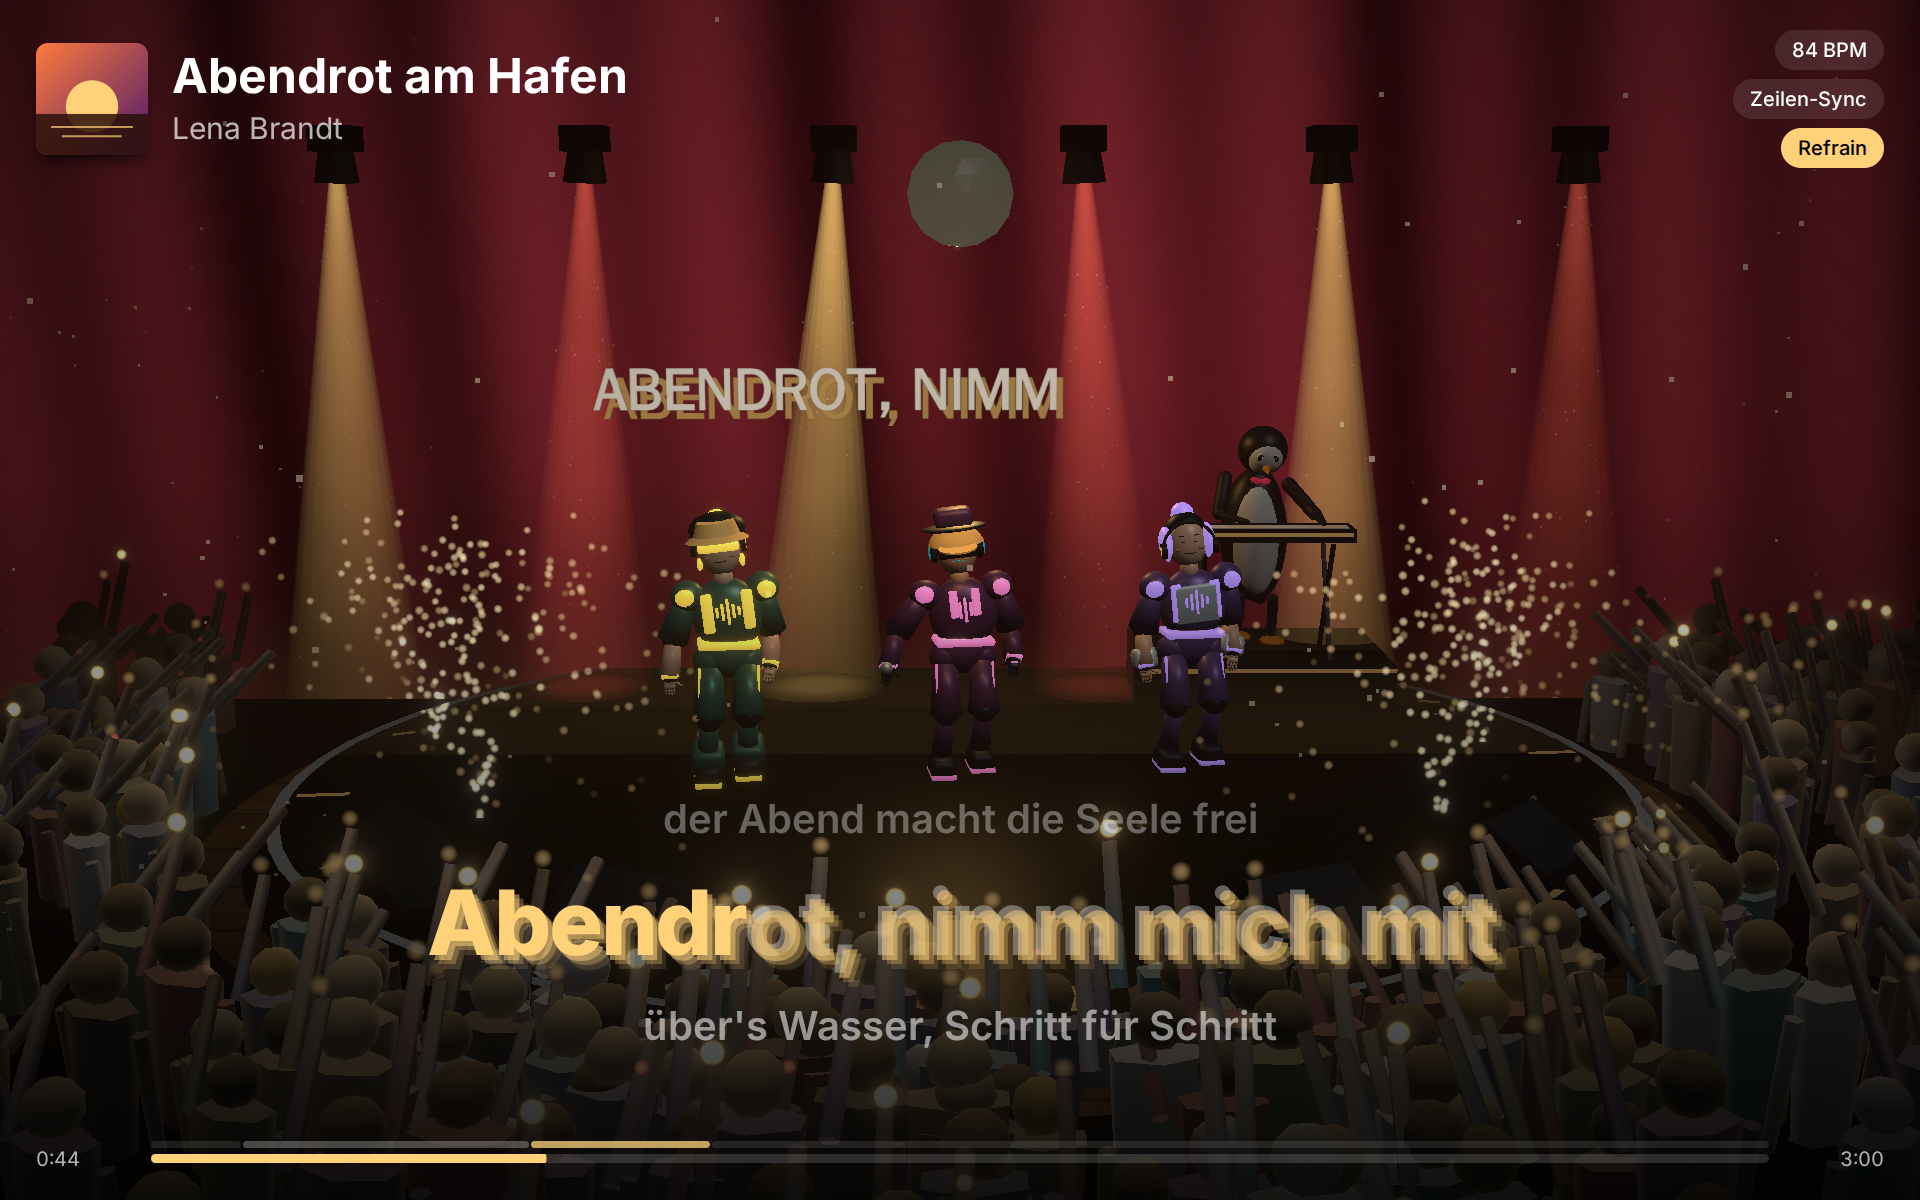 Abendrot am Hafen
Lena Brandt
84 BPM
Zeilen-Sync
Refrain
ABENDROT, NIMM
der Abend macht die Seele frei
Abendrot, nimm mich mit
über's Wasser, Schritt für Schritt
0:44
3:00